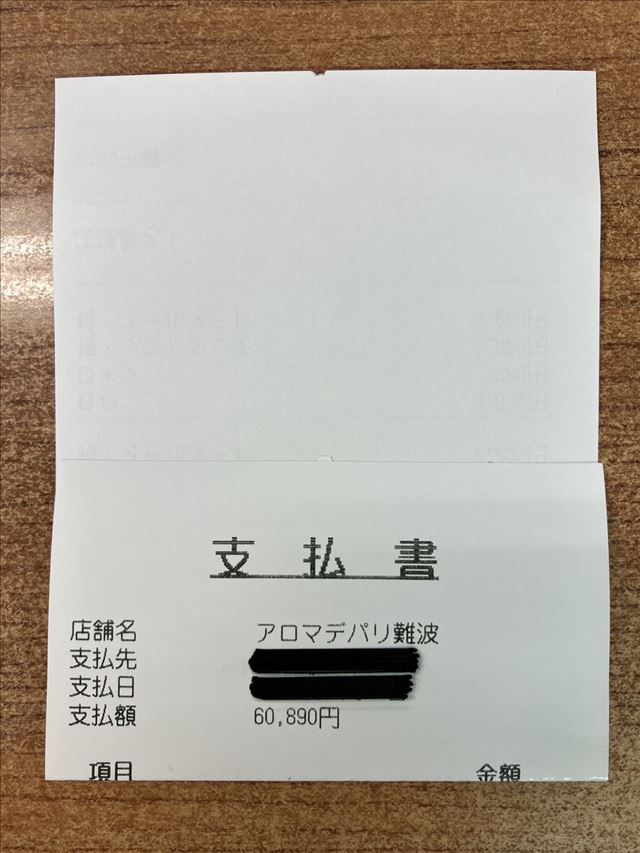 支払書
店舗名 アロマデパリ難波
支払先
支払日
支払額 60,890円
項目 金額